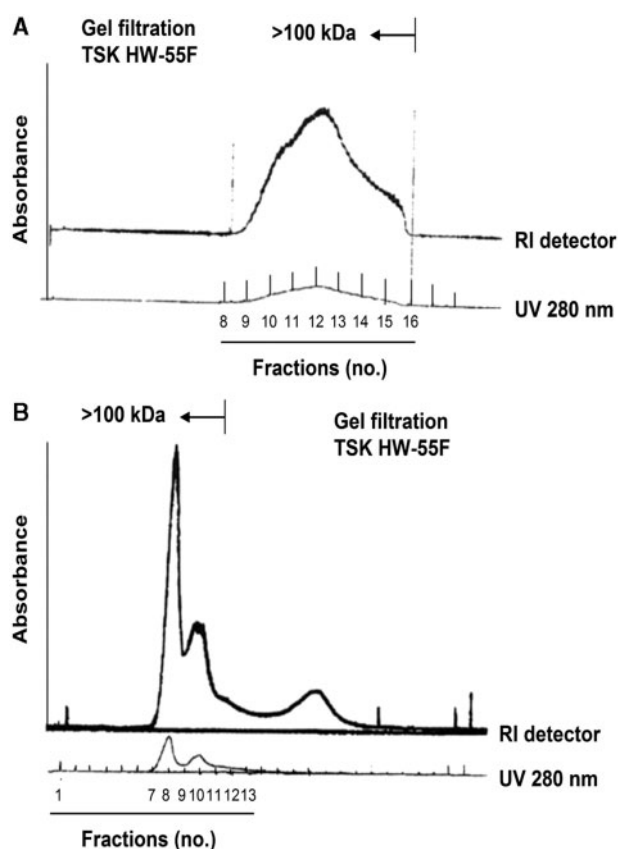 A
Gel filtration
TSK HW-55F
>100 kDa
Absorbance
RI detector
UV 280 nm
8 9 10 11 12 13 14 15 16
Fractions (no.)
B
>100 kDa
Gel filtration
TSK HW-55F
Absorbance
RI detector
UV 280 nm
1 7 8 9 10 11 12 13
Fractions (no.)